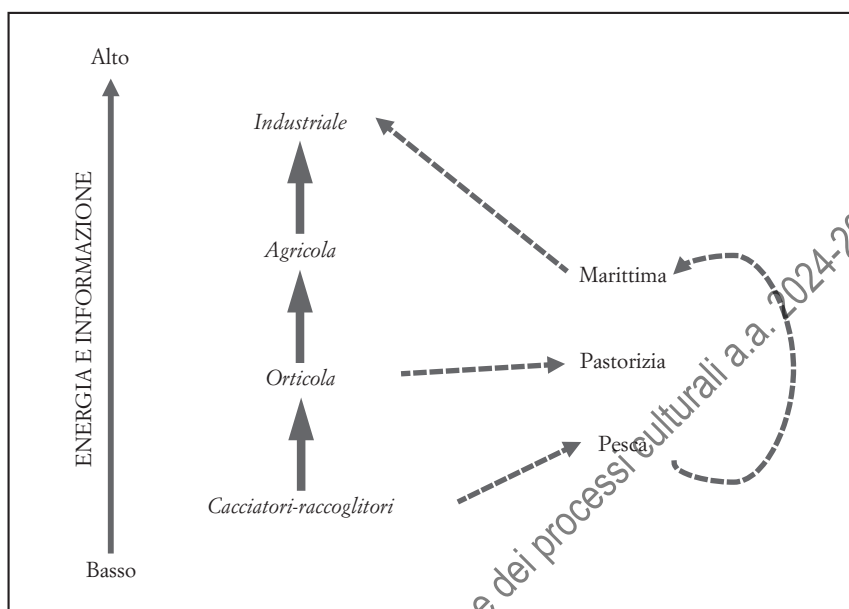 Alto
ENERGIA E INFORMAZIONE
Basso
Industriale
Agricola
Orticola
Cacciatori-raccoglitori
Marittima
Pastorizia
Pesca
e dei processi culturali a.a. 2024-2